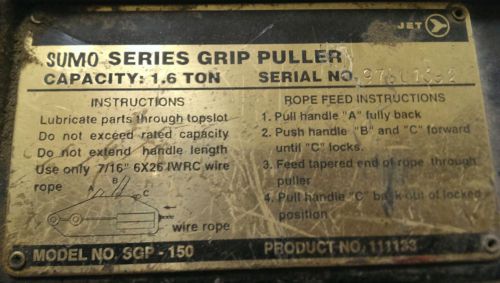 JET
SUMO SERIES GRIP PULLER
CAPACITY: 1.6 TON SERIAL NO.
INSTRUCTIONS
Lubricate parts through topslot
Do not exceed rated capacity
Do not extend handle length
Use only 7/16" 6X26 IWRC wire
rope
A
B
C
wire rope
ROPE FEED INSTRUCTIONS
1. Pull handle "A" fully back
2. Push handle "B" and "C" forward
until "C" locks.
3. Feed tapered end of rope through
puller
4. Pull handle "C" back out of locked
position
MODEL NO. SGP - 150 PRODUCT NO. 111133